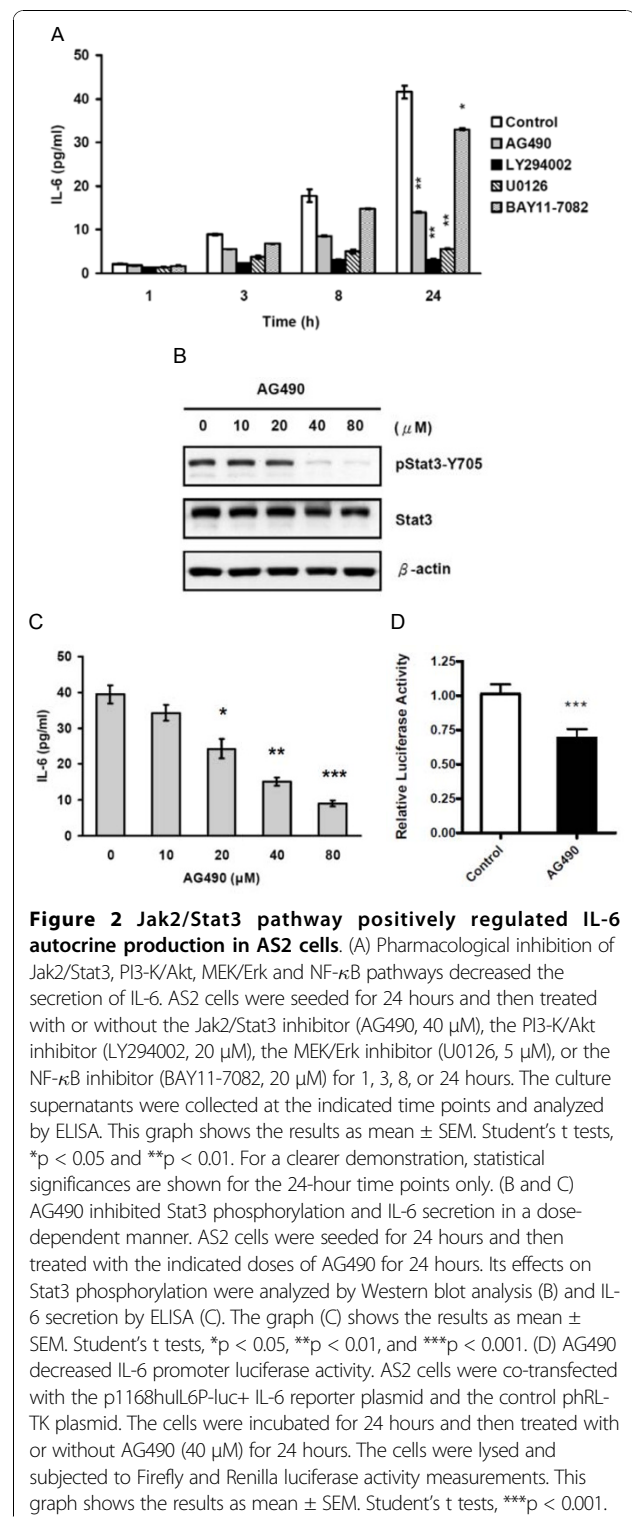 A
50
40
30
20
10
0
IL-6 (pg/ml)
**
**
**
*
Control
AG490
LY294002
U0126
BAY11-7082
1 3 8 24
Time (h)
B
AG490
0 10 20 40 80 (μM)
pStat3-Y705
Stat3
β-actin
C
50
40
30
20
10
0
IL-6 (pg/ml)
*
**
***
0 10 20 40 80
AG490 (μM)
D
1.25
1.00
0.75
0.50
0.25
0.00
Relative Luciferase Activity
***
Control
AG490
Figure 2 Jak2/Stat3 pathway positively regulated IL-6
autocrine production in AS2 cells. (A) Pharmacological inhibition of
Jak2/Stat3, PI3-K/Akt, MEK/Erk and NF-κB pathways decreased the
secretion of IL-6. AS2 cells were seeded for 24 hours and then treated
with or without the Jak2/Stat3 inhibitor (AG490, 40 μM), the PI3-K/Akt
inhibitor (LY294002, 20 μM), the MEK/Erk inhibitor (U0126, 5 μM), or the
NF-κB inhibitor (BAY11-7082, 20 μM) for 1, 3, 8, or 24 hours. The culture
supernatants were collected at the indicated time points and analyzed
by ELISA. This graph shows the results as mean ± SEM. Student's t tests,
*p < 0.05 and **p < 0.01. For a clearer demonstration, statistical
significances are shown for the 24-hour time points only. (B and C)
AG490 inhibited Stat3 phosphorylation and IL-6 secretion in a dose-
dependent manner. AS2 cells were seeded for 24 hours and then
treated with the indicated doses of AG490 for 24 hours. Its effects on
Stat3 phosphorylation were analyzed by Western blot analysis (B) and IL-
6 secretion by ELISA (C). The graph (C) shows the results as mean ±
SEM. Student's t tests, *p < 0.05, **p < 0.01, and ***p < 0.001. (D) AG490
decreased IL-6 promoter luciferase activity. AS2 cells were co-transfected
with the p1168huIL6P-luc+ IL-6 reporter plasmid and the control phRL-
TK plasmid. The cells were incubated for 24 hours and then treated with
or without AG490 (40 μM) for 24 hours. The cells were lysed and
subjected to Firefly and Renilla luciferase activity measurements. This
graph shows the results as mean ± SEM. Student's t tests, ***p < 0.001.